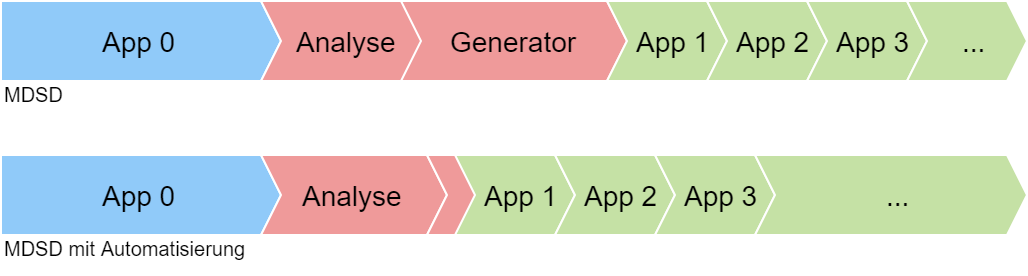 App 0 Analyse Generator App 1 App 2 App 3 ...
MDSD
App 0 Analyse App 1 App 2 App 3 ...
MDSD mit Automatisierung